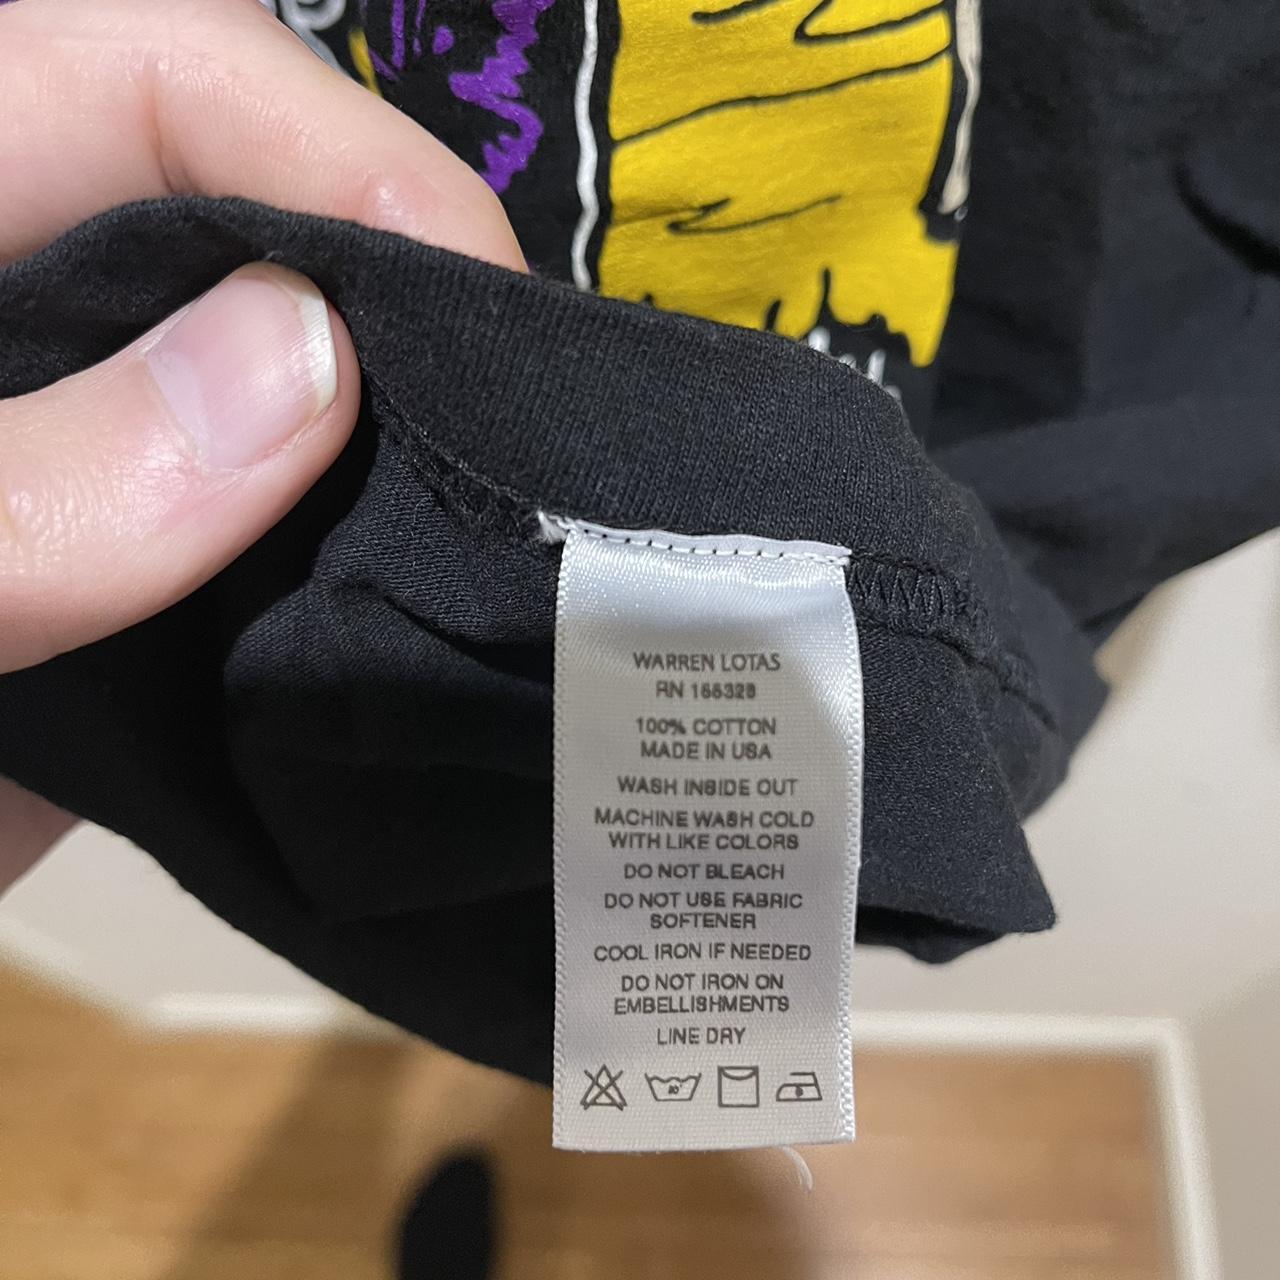 WARREN LOTAS
RN 155329
100% COTTON
MADE IN USA
WASH INSIDE OUT
MACHINE WASH COLD
WITH LIKE COLORS
DO NOT BLEACH
DO NOT USE FABRIC
SOFTENER
COOL IRON IF NEEDED
DO NOT IRON ON
EMBELLISHMENTS
LINE DRY